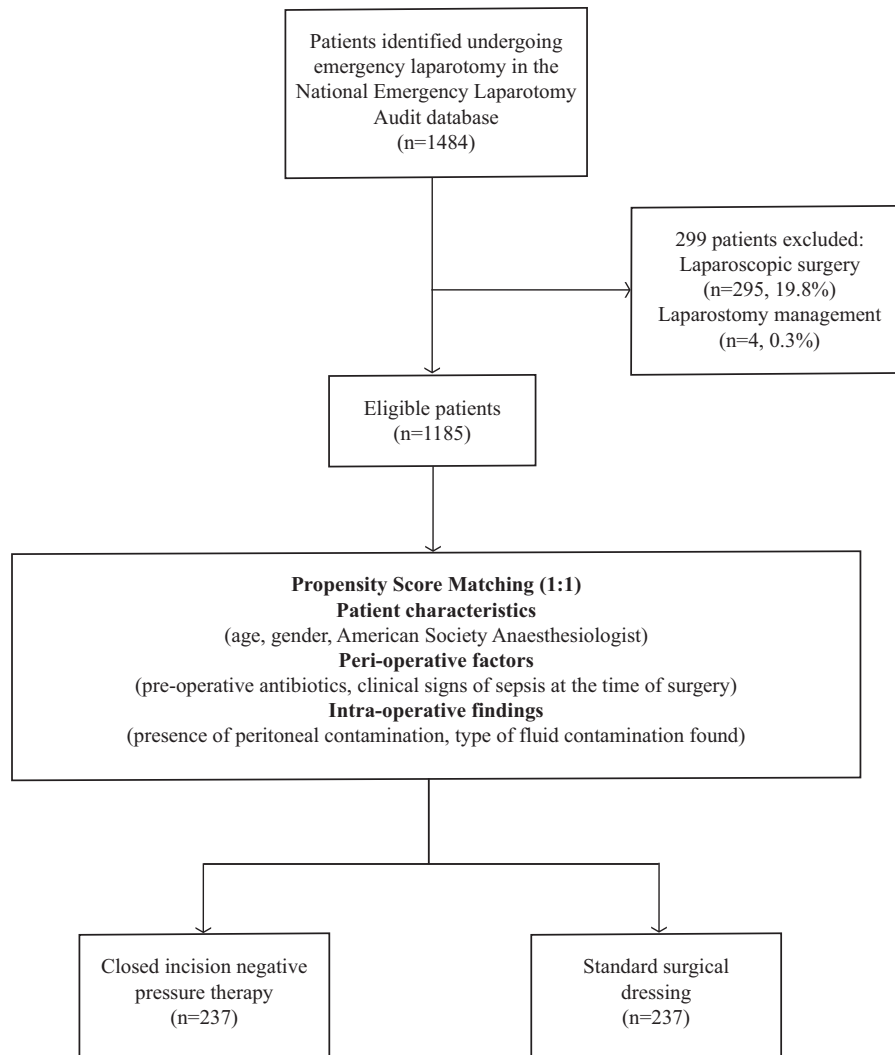 Patients identified undergoing
emergency laparotomy in the
National Emergency Laparotomy
Audit database
(n=1484)
299 patients excluded:
Laparoscopic surgery
(n=295, 19.8%)
Laparostomy management
(n=4, 0.3%)
Eligible patients
(n=1185)
Propensity Score Matching (1:1)
Patient characteristics
(age, gender, American Society Anaesthesiologist)
Peri-operative factors
(pre-operative antibiotics, clinical signs of sepsis at the time of surgery)
Intra-operative findings
(presence of peritoneal contamination, type of fluid contamination found)
Closed incision negative
pressure therapy
(n=237)
Standard surgical
dressing
(n=237)